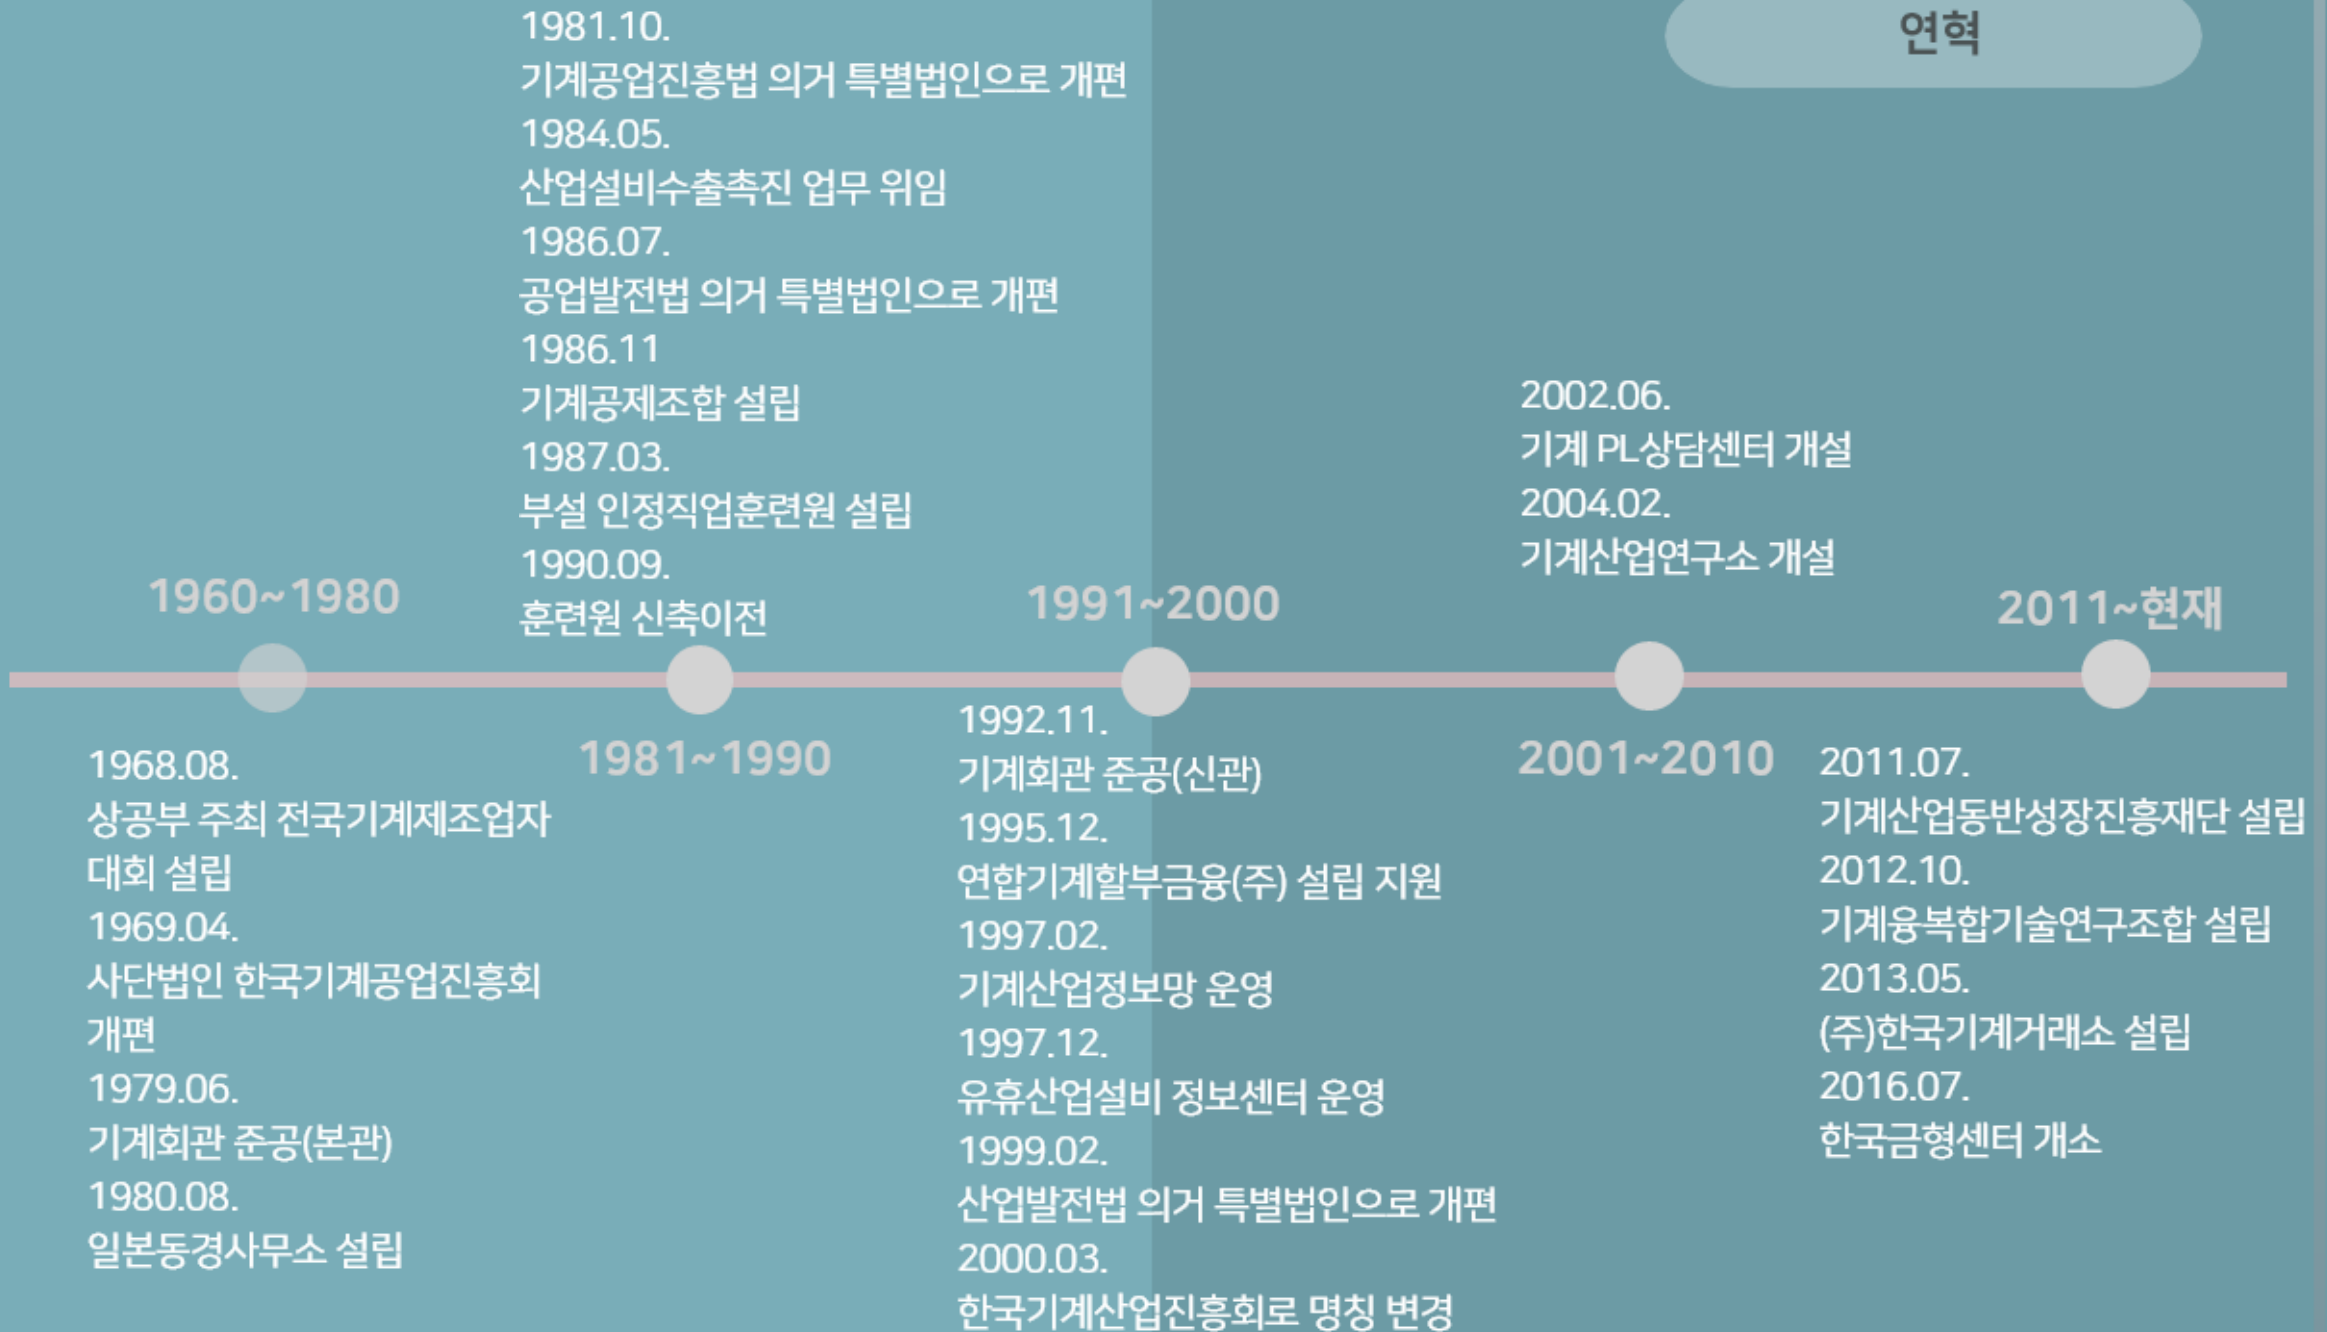 연혁
1960~1980
1968.08.
상공부 주최 전국기계제조업자
대회 설립
1969.04.
사단법인 한국기계공업진흥회
개편
1979.06.
기계회관 준공(본관)
1980.08.
일본동경사무소 설립
1981.10.
기계공업진흥법 의거 특별법인으로 개편
1984.05.
산업설비수출촉진 업무 위임
1986.07.
공업발전법 의거 특별법인으로 개편
1986.11
기계공제조합 설립
1987.03.
부설 인정직업훈련원 설립
1990.09.
훈련원 신축이전
1981~1990
1991~2000
1992.11.
기계회관 준공(신관)
1995.12.
연합기계할부금융(주) 설립 지원
1997.02.
기계산업정보망 운영
1997.12.
유휴산업설비 정보센터 운영
1999.02.
산업발전법 의거 특별법인으로 개편
2000.03.
한국기계산업진흥회로 명칭 변경
2002.06.
기계 PL상담센터 개설
2004.02.
기계산업연구소 개설
2001~2010
2011~현재
2011.07.
기계산업동반성장진흥재단 설립
2012.10.
기계융복합기술연구조합 설립
2013.05.
(주)한국기계거래소 설립
2016.07.
한국금형센터 개소